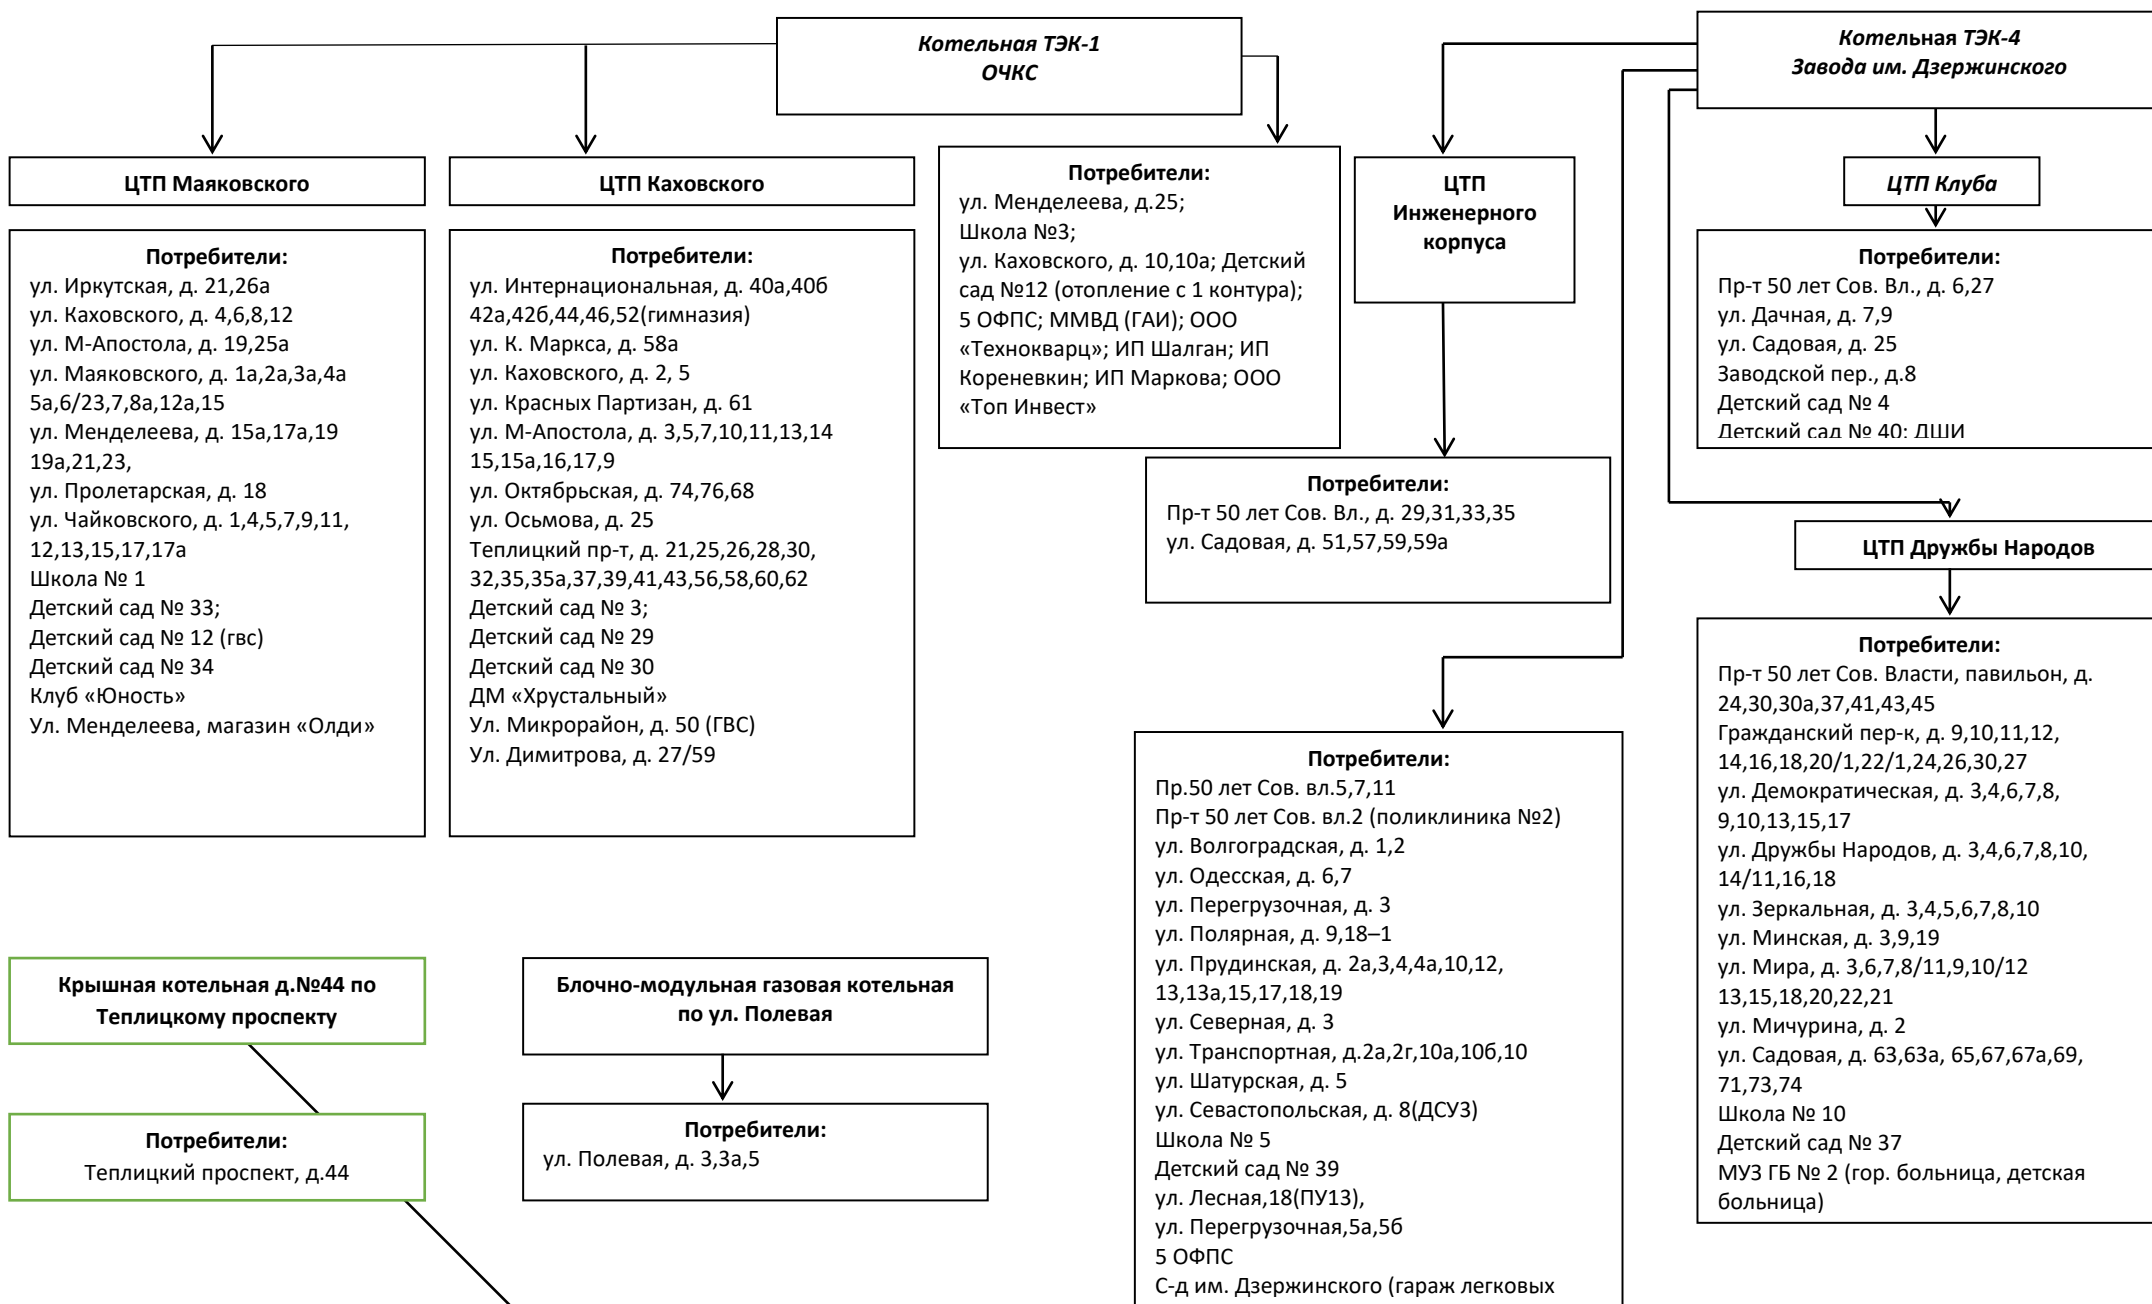 Котельная ТЭК-1
ОЧКС
Котельная ТЭК-4
Завода им. Дзержинского
ЦТП Маяковского
ЦТП Каховского
Потребители:
ул. Менделеева, д.25;
Школа №3;
ул. Каховского, д. 10,10а; Детский
сад №12 (отопление с 1 контура);
5 ОФПС; ММВД (ГАИ); ООО
«Технокварц»; ИП Шалган; ИП
Кореневкин; ИП Маркова; ООО
«Топ Инвест»
ЦТП
Инженерного
корпуса
ЦТП Клуба
Потребители:
ул. Иркутская, д. 21,26а
ул. Каховского, д. 4,6,8,12
ул. М-Апостола, д. 19,25а
ул. Маяковского, д. 1а,2а,3а,4а
5а,6/23,7,8а,12а,15
ул. Менделеева, д. 15а,17а,19
19а,21,23,
ул. Пролетарская, д. 18
ул. Чайковского, д. 1,4,5,7,9,11,
12,13,15,17,17а
Школа № 1
Детский сад № 33;
Детский сад № 12 (гвс)
Детский сад № 34
Клуб «Юность»
Ул. Менделеева, магазин «Олди»
Потребители:
ул. Интернациональная, д. 40а,40б
42а,42б,44,46,52(гимназия)
ул. К. Маркса, д. 58а
ул. Каховского, д. 2, 5
ул. Красных Партизан, д. 61
ул. М-Апостола, д. 3,5,7,10,11,13,14
15,15а,16,17,9
ул. Октябрьская, д. 74,76,68
ул. Осьмова, д. 25
Теплицкий пр-т, д. 21,25,26,28,30,
32,35,35а,37,39,41,43,56,58,60,62
Детский сад № 3;
Детский сад № 29
Детский сад № 30
ДМ «Хрустальный»
Ул. Микрорайон, д. 50 (ГВС)
Ул. Димитрова, д. 27/59
Потребители:
Пр-т 50 лет Сов. Вл., д. 6,27
ул. Дачная, д. 7,9
ул. Садовая, д. 25
Заводской пер., д.8
Детский сад № 4
Детский сад № 40; ДШИ
Потребители:
Пр-т 50 лет Сов. Вл., д. 29,31,33,35
ул. Садовая, д. 51,57,59,59а
ЦТП Дружбы Народов
Потребители:
Пр-т 50 лет Сов. Власти, павильон, д.
24,30,30а,37,41,43,45
Гражданский пер-к, д. 9,10,11,12,
14,16,18,20/1,22/1,24,26,30,27
ул. Демократическая, д. 3,4,6,7,8,
9,10,13,15,17
ул. Дружбы Народов, д. 3,4,6,7,8,10,
14/11,16,18
ул. Зеркальная, д. 3,4,5,6,7,8,10
ул. Минская, д. 3,9,19
ул. Мира, д. 3,6,7,8/11,9,10/12
13,15,18,20,22,21
ул. Мичурина, д. 2
ул. Садовая, д. 63,63а, 65,67,67а,69,
71,73,74
Школа № 10
Детский сад № 37
МУЗ ГБ № 2 (гор. больница, детская
больница)
Потребители:
Пр.50 лет Сов. вл.5,7,11
Пр-т 50 лет Сов. вл.2 (поликлиника №2)
ул. Волгоградская, д. 1,2
ул. Одесская, д. 6,7
ул. Перегрузочная, д. 3
ул. Полярная, д. 9,18–1
ул. Прудинская, д. 2а,3,4,4а,10,12,
13,13а,15,17,18,19
ул. Северная, д. 3
ул. Транспортная, д.2а,2г,10а,10б,10
ул. Шатурская, д. 5
ул. Севастопольская, д. 8(ДСУ3)
Школа № 5
Детский сад № 39
ул. Лесная,18(ПУ13),
ул. Перегрузочная,5а,5б
5 ОФПС
С-д им. Дзержинского (гараж легковых
Крышная котельная д.№44 по
Теплицкому проспекту
Блочно-модульная газовая котельная
по ул. Полевая
Потребители:
Теплицкий проспект, д.44
Потребители:
ул. Полевая, д. 3,3а,5